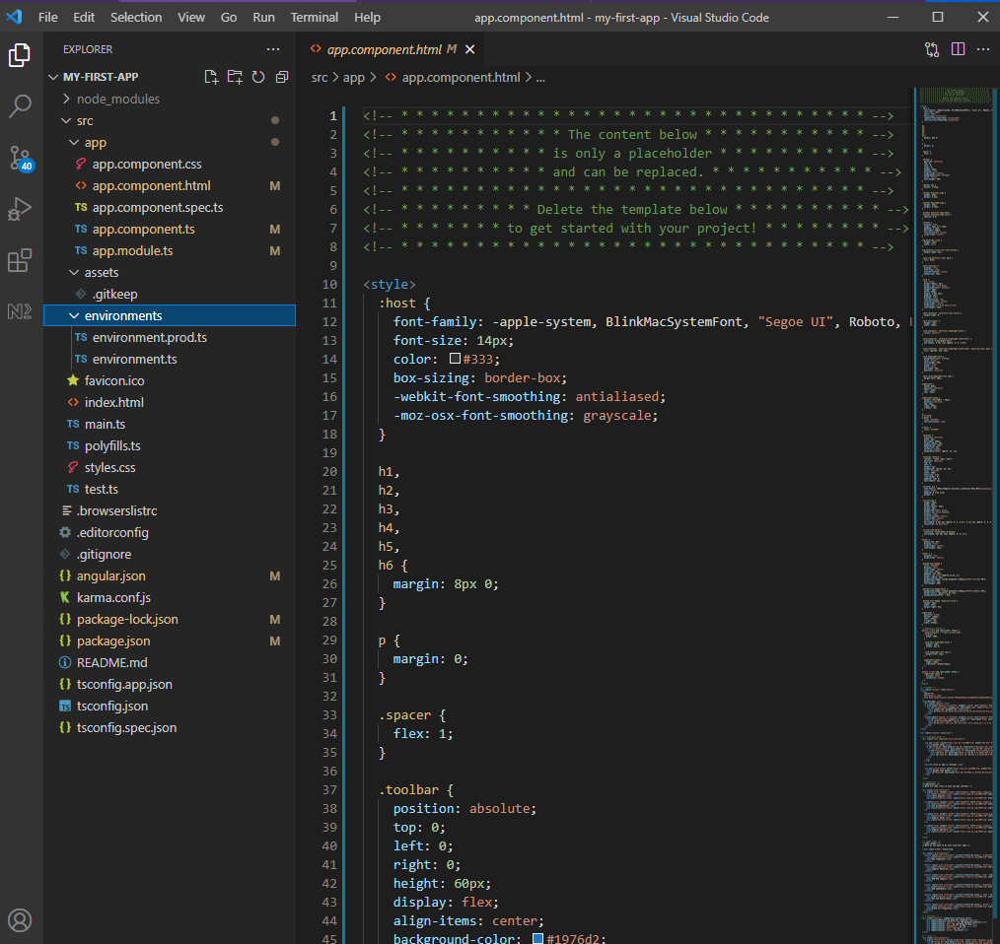 File Edit Selection View Go Run Terminal Help app.component.html - my-first-app - Visual Studio Code
EXPLORER
MY-FIRST-APP
node_modules
src
app
app.component.css
app.component.html M
TS app.component.spec.ts
TS app.component.ts M
TS app.module.ts M
assets
.gitkeep
environments
TS environment.prod.ts
TS environment.ts
favicon.ico
index.html
TS main.ts
TS polyfills.ts
styles.css
TS test.ts
.browserslistrc
.editorconfig
.gitignore
{} angular.json M
karma.conf.js
{} package-lock.json M
{} package.json M
README.md
{} tsconfig.app.json
TS tsconfig.json
{} tsconfig.spec.json
40
<> app.component.html M
src > app > <> app.component.html > ...
1 <!-- * * * * * * * * * * * * * * * * * * * * * * * * * * * * * * * -->
2 <!-- * * * * * * * * * * * The content below * * * * * * * * * * * -->
3 <!-- * * * * * * * * * * is only a placeholder * * * * * * * * * * -->
4 <!-- * * * * * * * * * * and can be replaced. * * * * * * * * * * * -->
5 <!-- * * * * * * * * * * * * * * * * * * * * * * * * * * * * * * * -->
6 <!-- * * * * * * * * * Delete the template below * * * * * * * * * * -->
7 <!-- * * * * * * * to get started with your project! * * * * * * * * -->
8 <!-- * * * * * * * * * * * * * * * * * * * * * * * * * * * * * * * -->
9
10 <style>
11 :host {
12 font-family: -apple-system, BlinkMacSystemFont, "Segoe UI", Roboto,
13 font-size: 14px;
14 color: #333;
15 box-sizing: border-box;
16 -webkit-font-smoothing: antialiased;
17 -moz-osx-font-smoothing: grayscale;
18 }
19
20 h1,
21 h2,
22 h3,
23 h4,
24 h5,
25 h6 {
26 margin: 8px 0;
27 }
28
29 p {
30 margin: 0;
31 }
32
33 .spacer {
34 flex: 1;
35 }
36
37 .toolbar {
38 position: absolute;
39 top: 0;
40 left: 0;
41 right: 0;
42 height: 60px;
43 display: flex;
44 align-items: center;
45 background-color: #1976d2;